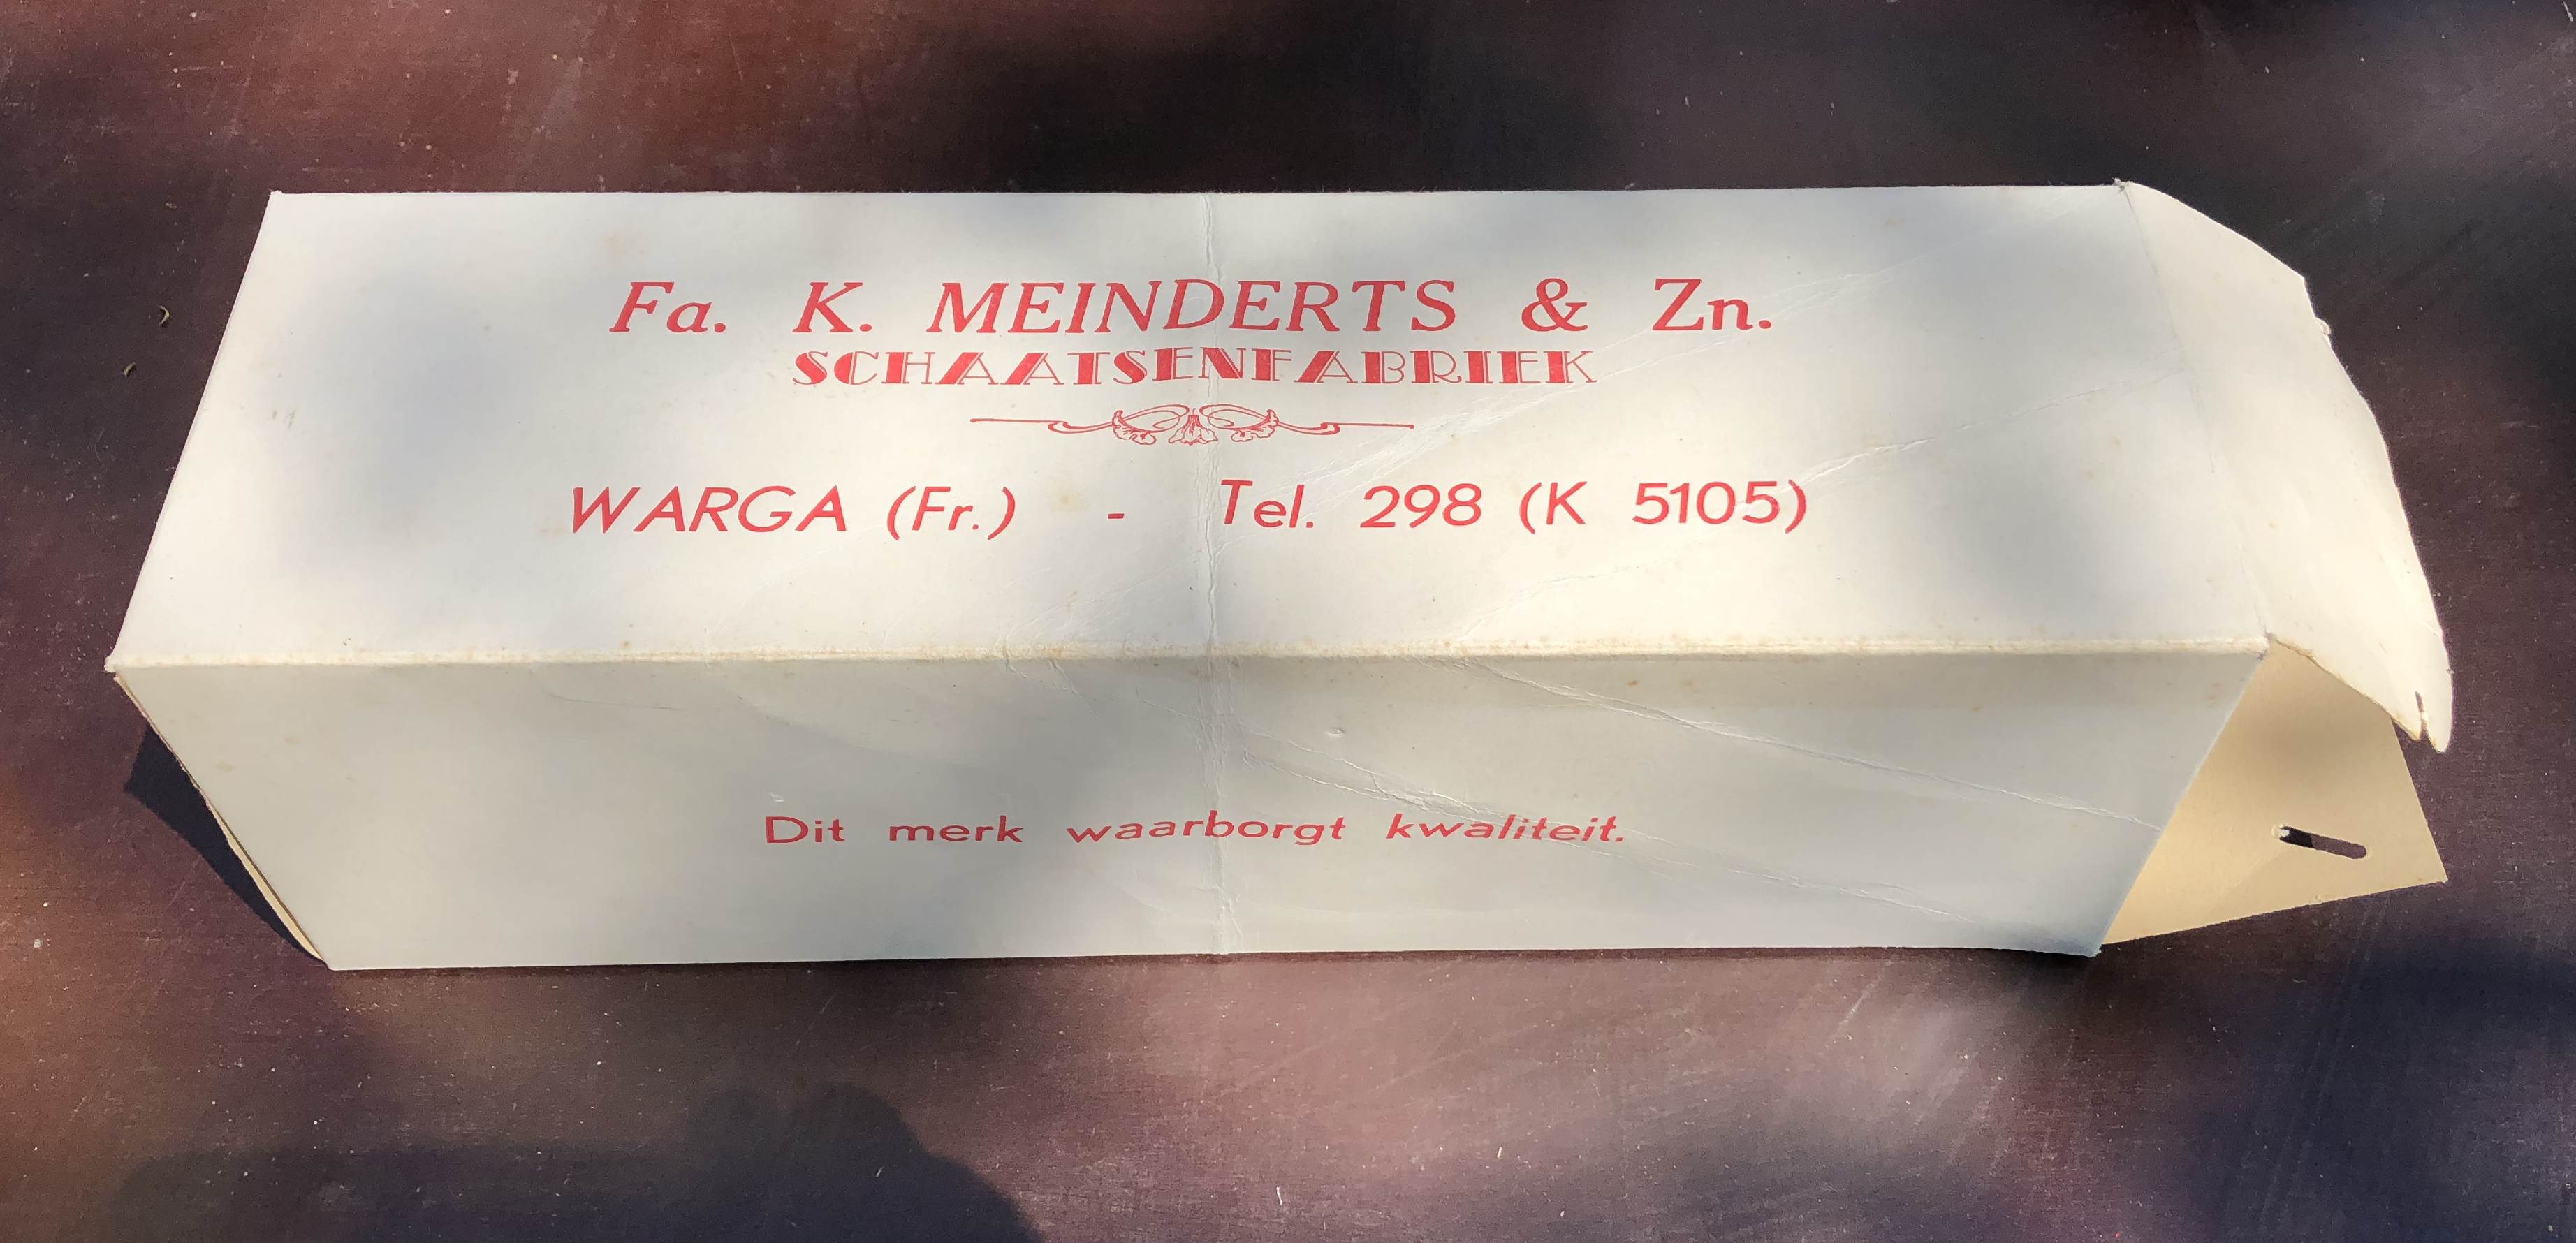 Fa. K. MEINDERTS & Zn.
SCHAATSENFABRIEK
WARGA (Fr.) - Tel. 298 (K 5105)
Dit merk waarborgt kwaliteit.